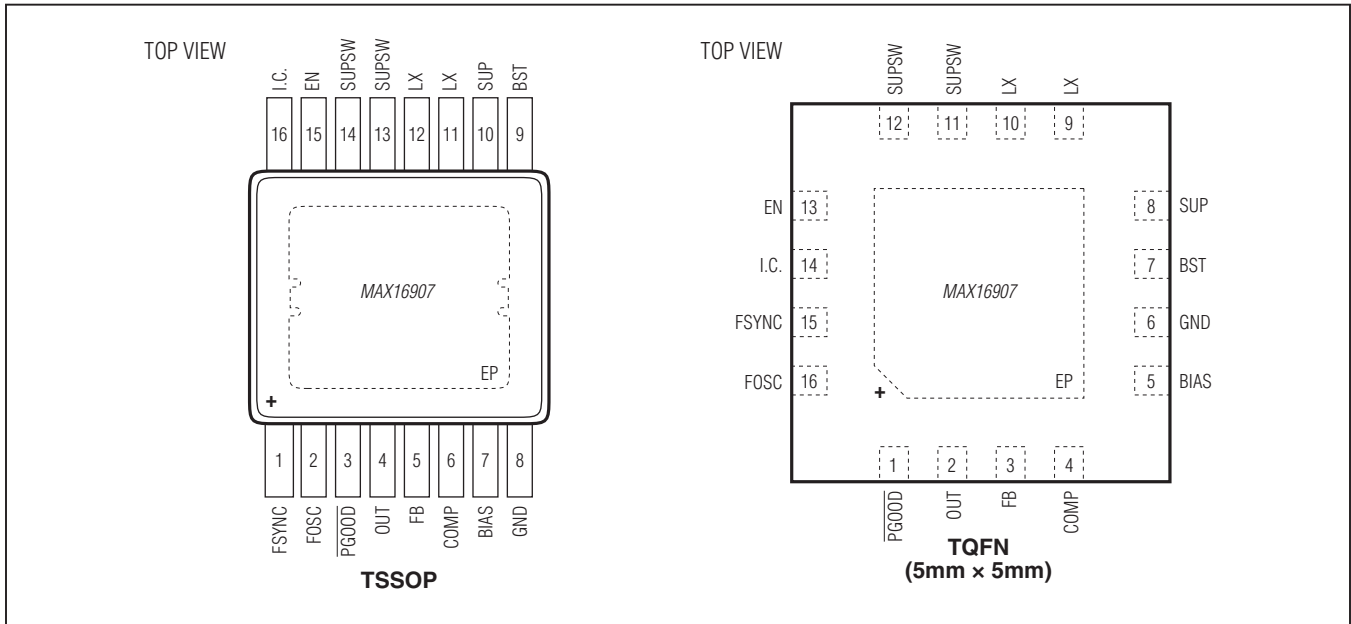 TOP VIEW
I.C. EN SUPSW SUPSW LX LX SUP BST
16 15 14 13 12 11 10 9
MAX16907
EP
+
1 2 3 4 5 6 7 8
FSYNC FOSC PGOOD OUT FB COMP BIAS GND
TSSOP
TOP VIEW
SUPSW SUPSW LX LX
12 11 10 9
EN 13 8 SUP
I.C. 14 7 BST
MAX16907
FSYNC 15 6 GND
FOSC 16 5 BIAS
EP
+
1 2 3 4
PGOOD OUT FB COMP
TQFN
(5mm × 5mm)